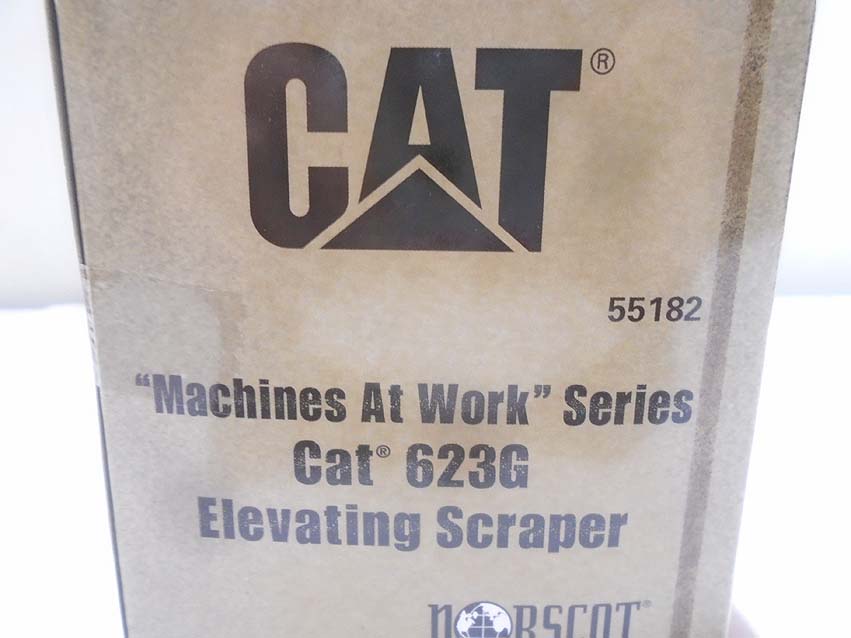 CAT®
55182
“Machines At Work” Series
Cat® 623G
Elevating Scraper
NORSCOT®